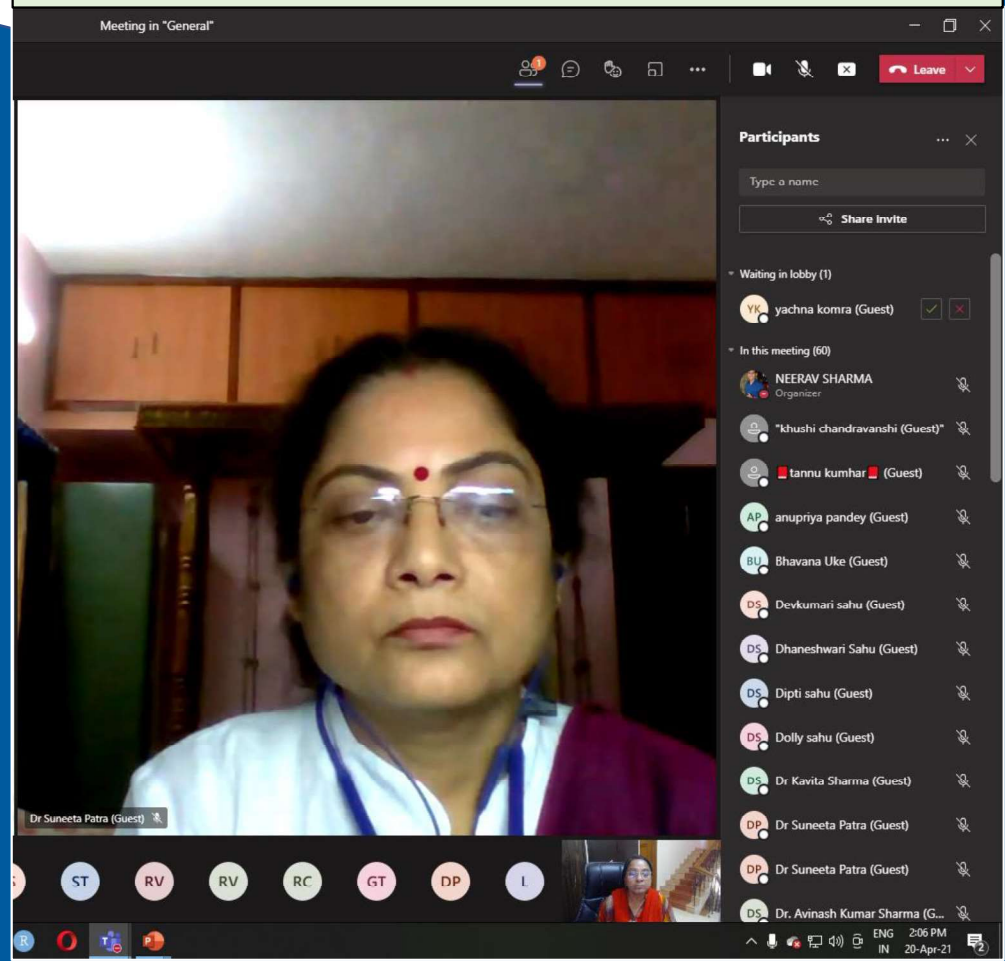 Meeting in "General"
1
Leave
Participants
Type a name
Share invite
Waiting in lobby (1)
YK
yachna komra (Guest)
In this meeting (60)
NEERAV SHARMA
Organizer
"khushi chandravanshi (Guest)"
tannu kumhar (Guest)
AP
anupriya pandey (Guest)
BU
Bhavana Uke (Guest)
DS
Devkumari sahu (Guest)
DS
Dhaneshwari Sahu (Guest)
DS
Dipti sahu (Guest)
DS
Dolly sahu (Guest)
DS
Dr Kavita Sharma (Guest)
DP
Dr Suneeta Patra (Guest)
DP
Dr Suneeta Patra (Guest)
DS
Dr. Avinash Kumar Sharma (G...
Dr Suneeta Patra (Guest)
ST
RV
RV
RC
GT
DP
L
R
ENG
IN
2:06 PM
20-Apr-21
2